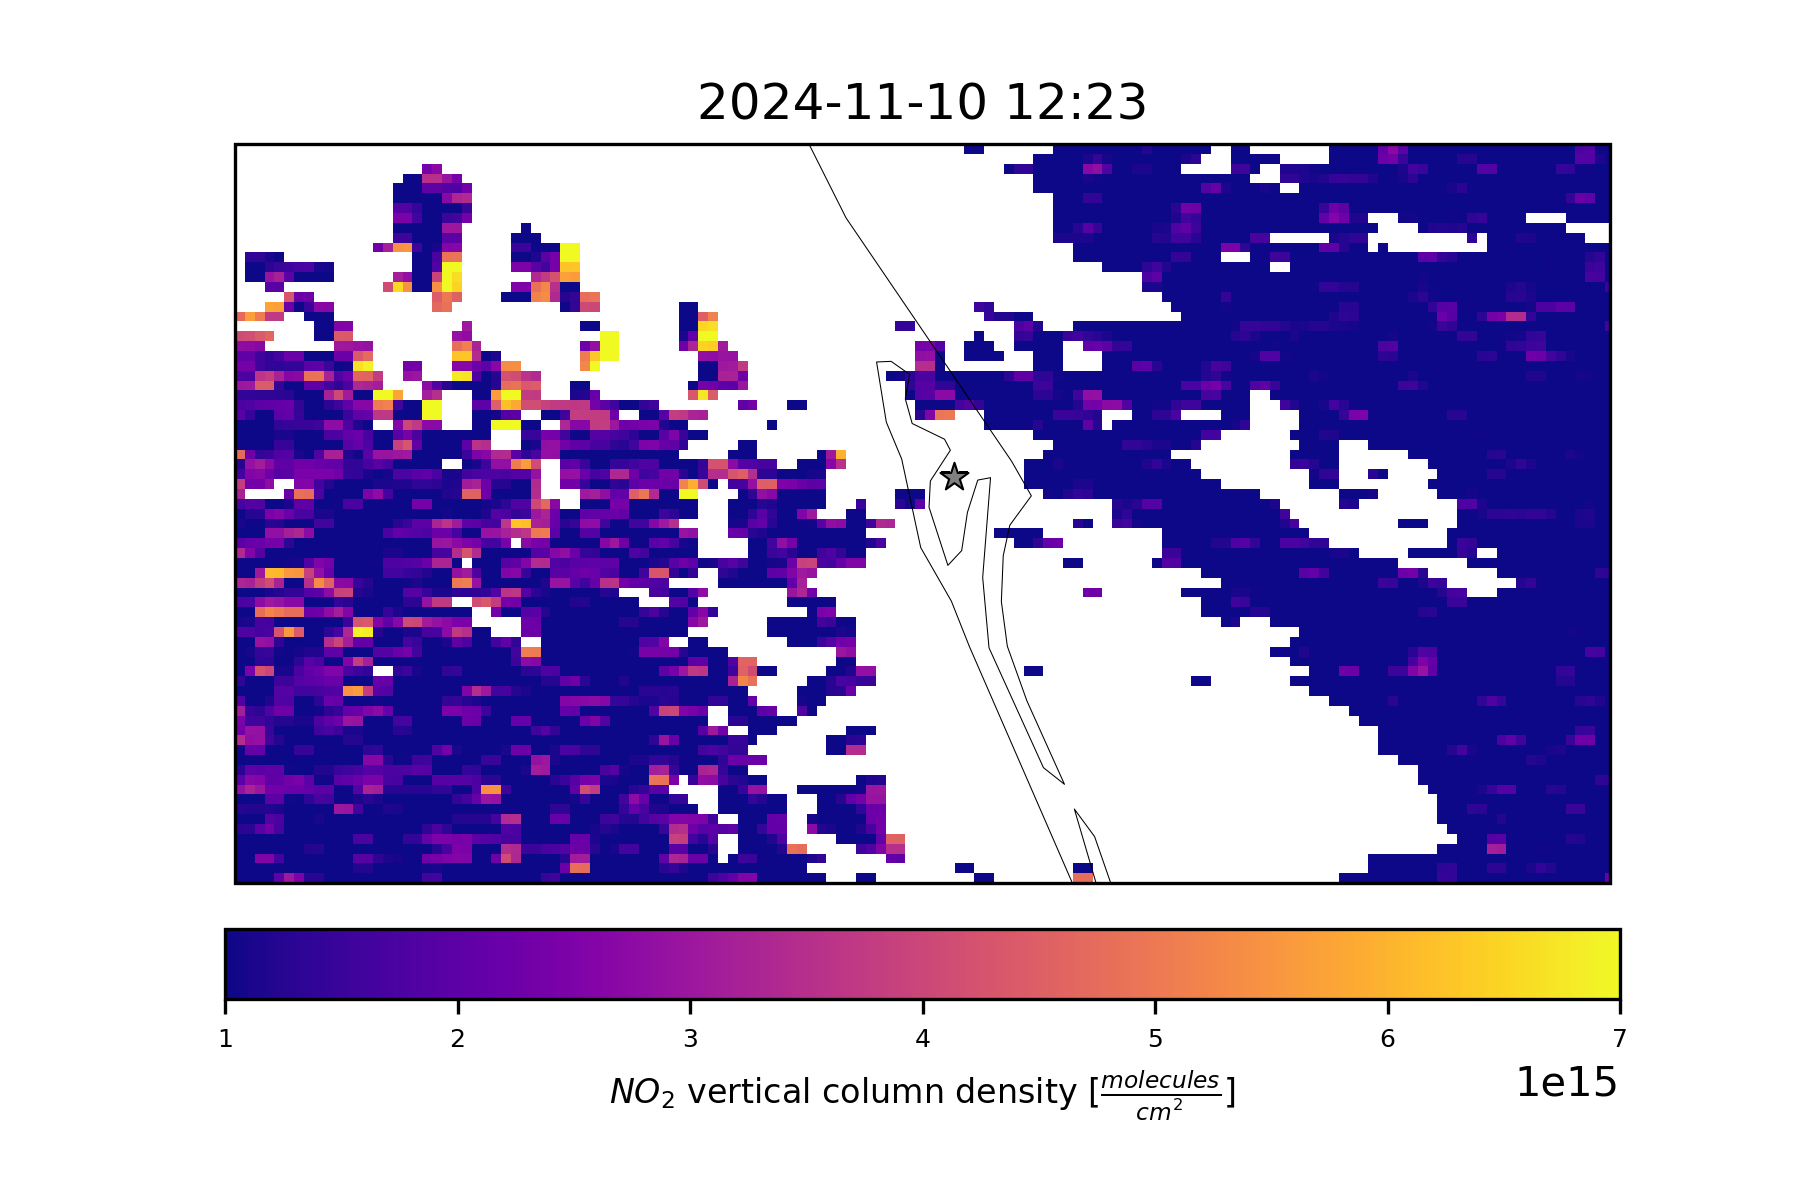 2024-11-10 12:23
1 2 3 4 5 6 7
1e15
NO₂ vertical column density [molecules/cm²]